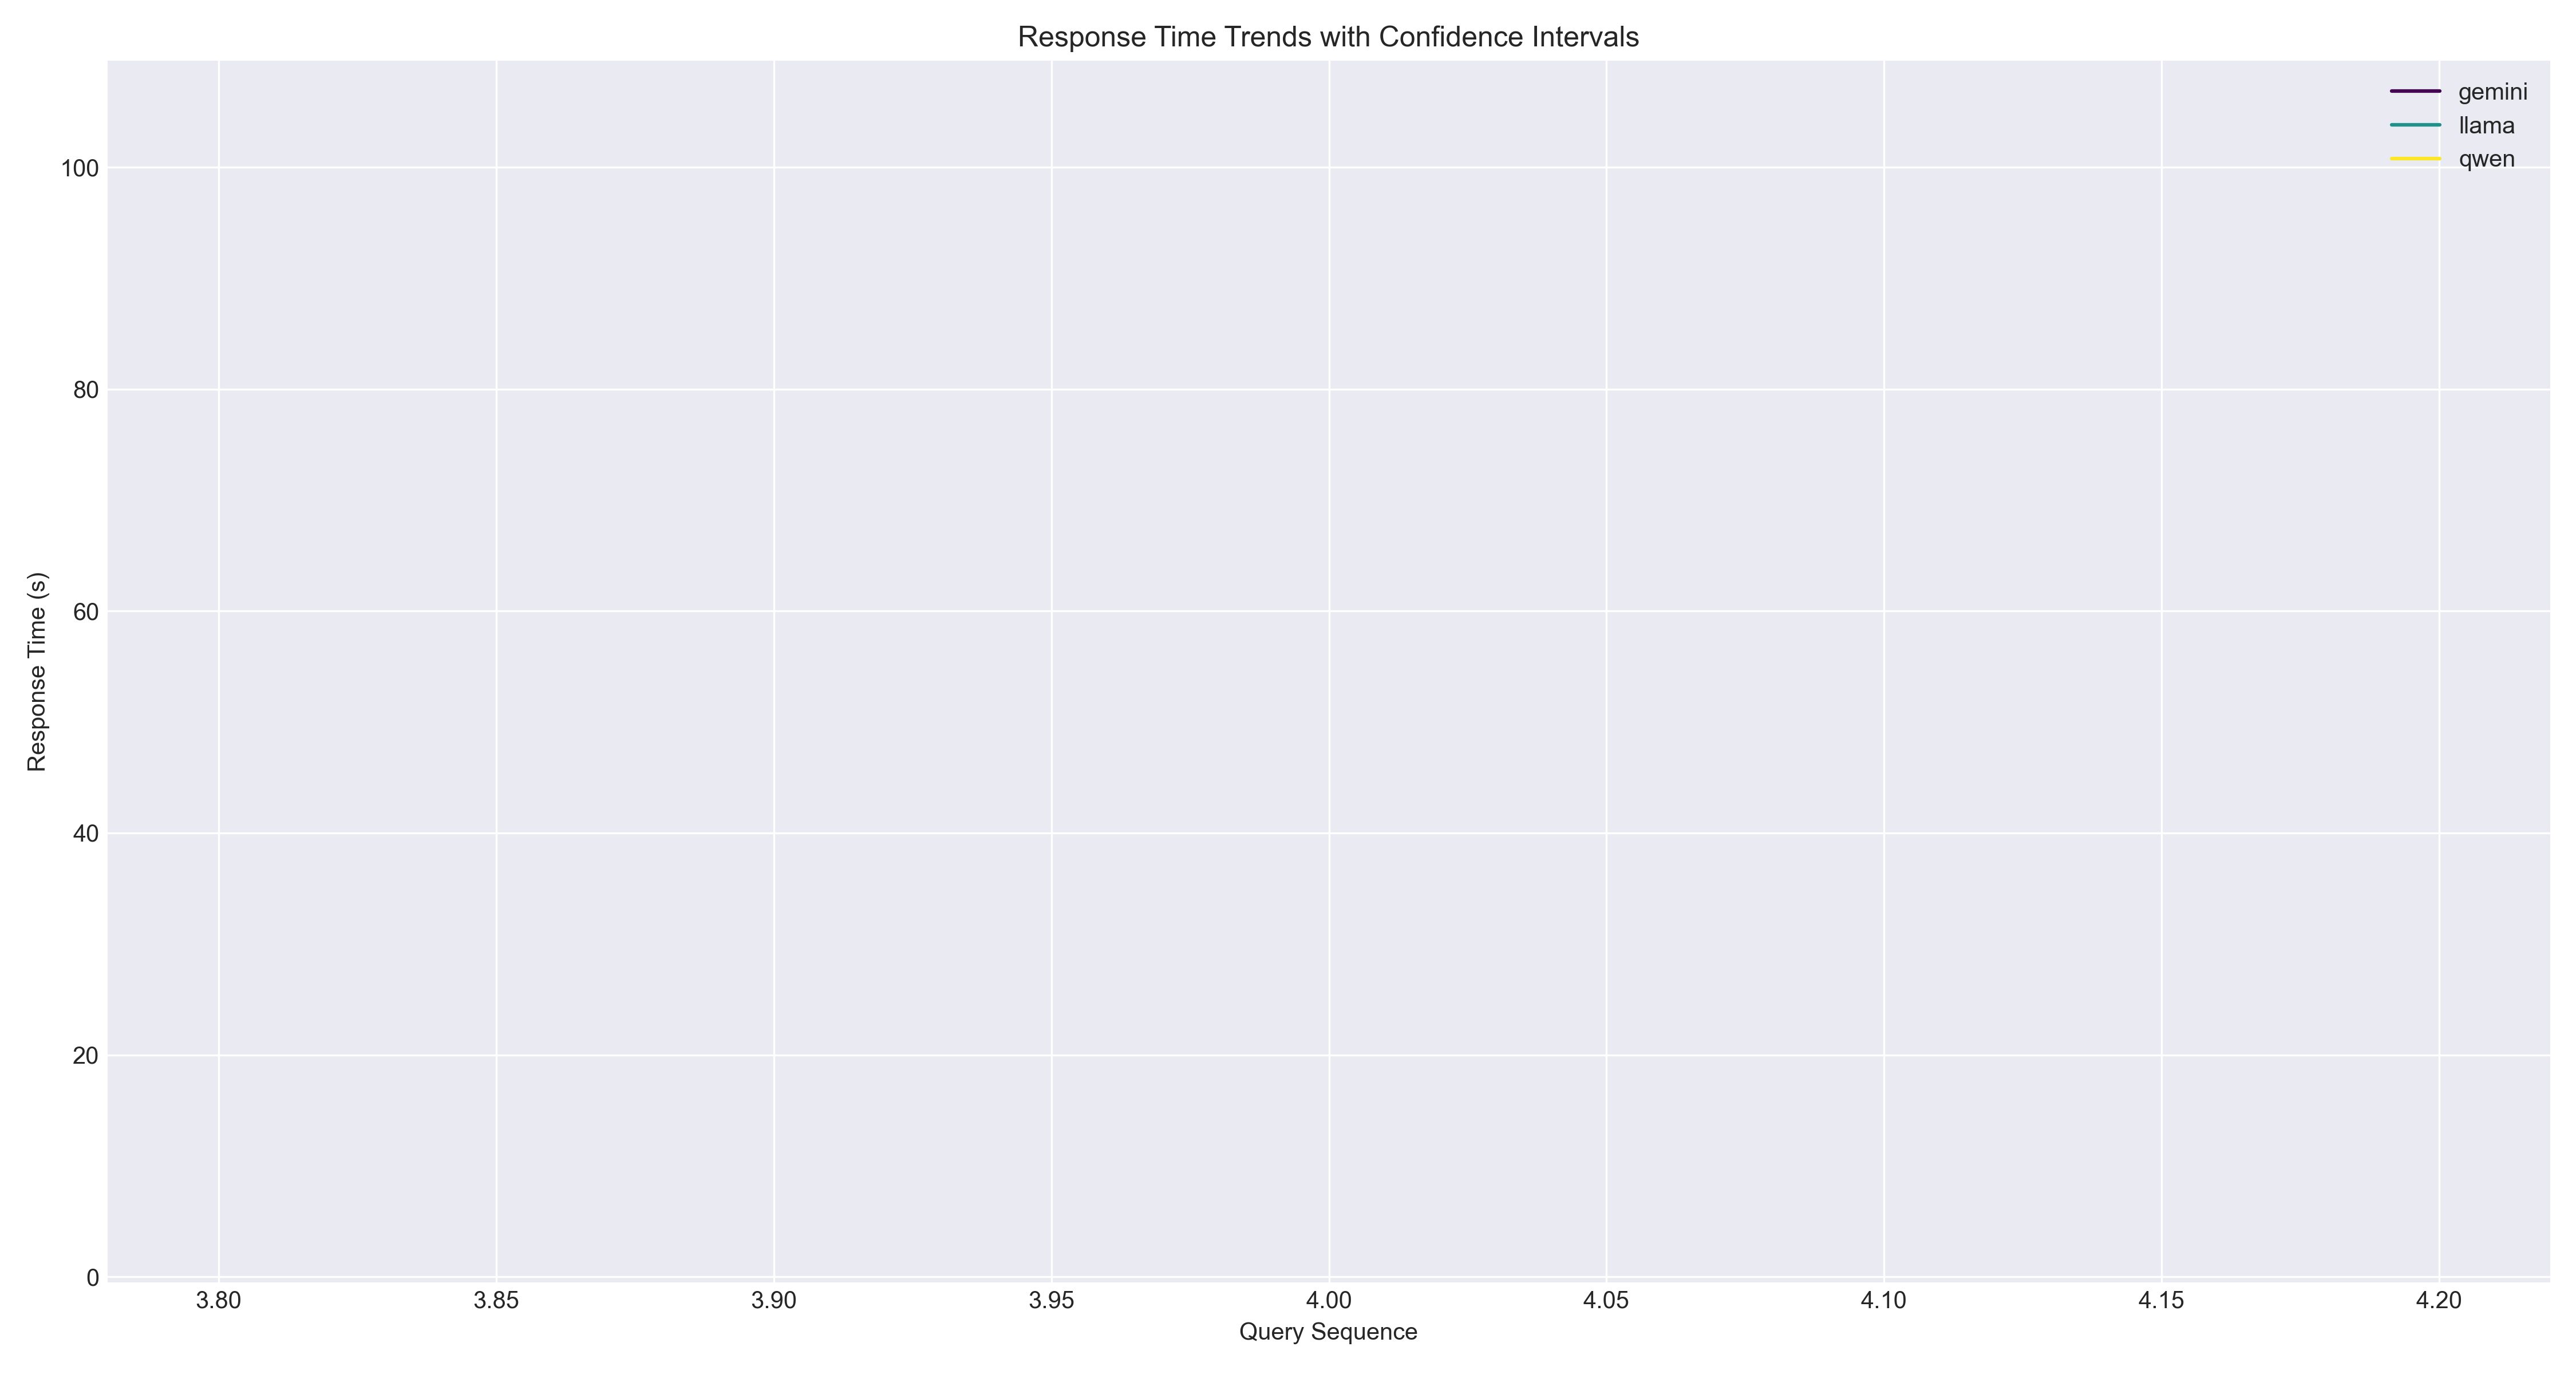 Response Time Trends with Confidence Intervals
gemini
llama
qwen
100
80
60
40
20
0
Response Time (s)
3.80 3.85 3.90 3.95 4.00 4.05 4.10 4.15 4.20
Query Sequence